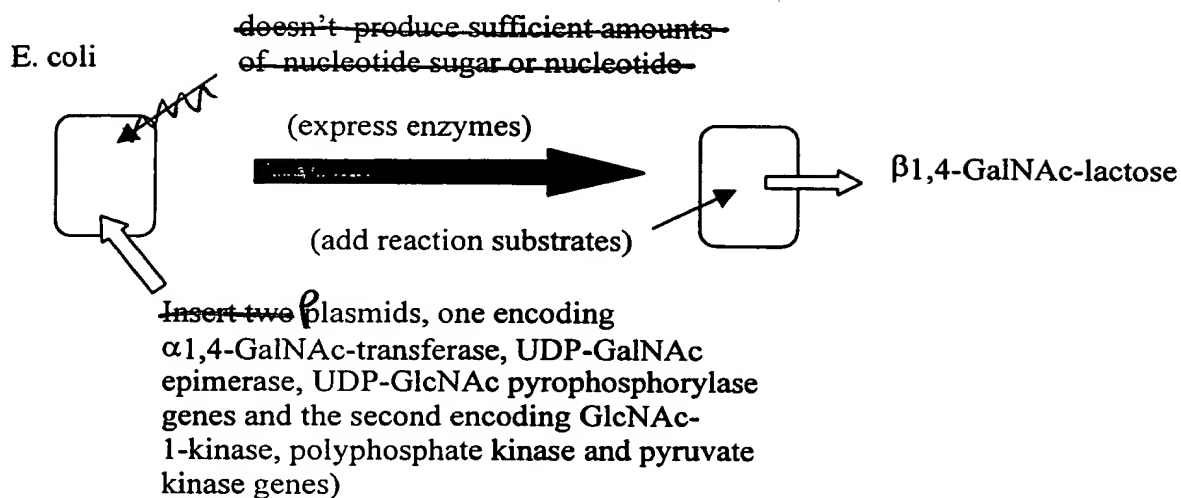 doesn't produce sufficient amounts
of nucleotide sugar or nucleotide
E. coli
(express enzymes)
β1,4-GalNAc-lactose
(add reaction substrates)
Insert two plasmids, one encoding
α1,4-GalNAc-transferase, UDP-GalNAc
epimerase, UDP-GlcNAc pyrophosphorylase
genes and the second encoding GlcNAc-
1-kinase, polyphosphate kinase and pyruvate
kinase genes)